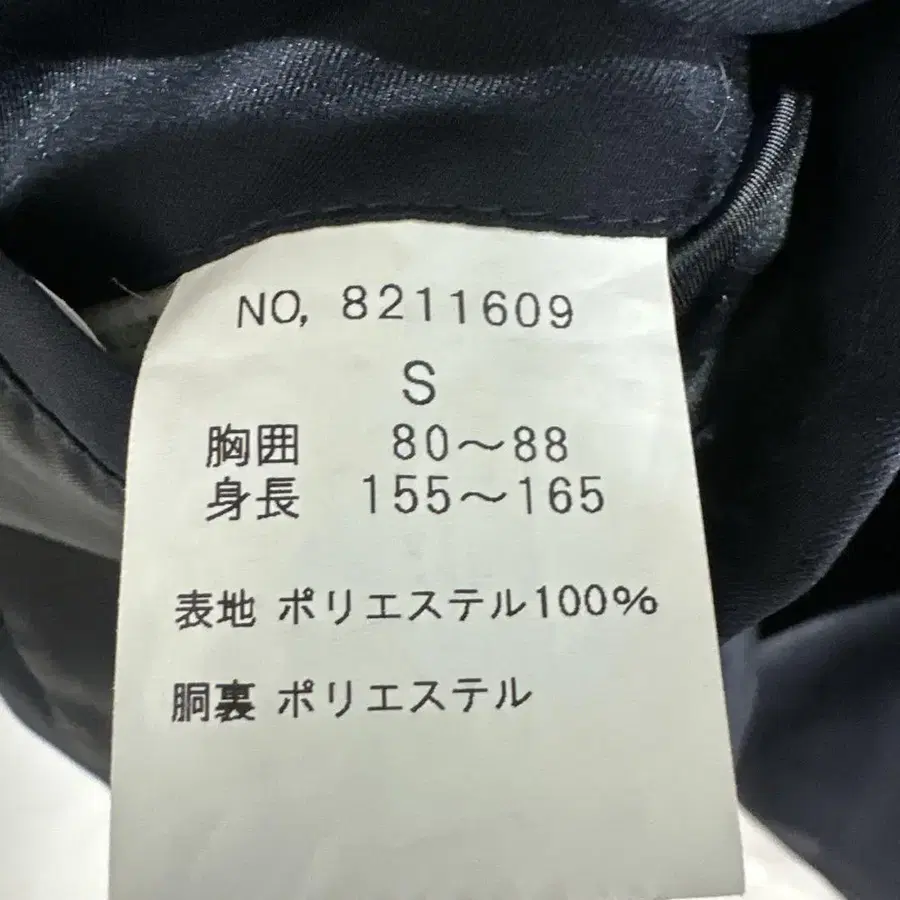 NO, 8211609
S
胸囲 80～88
身長 155～165
表地 ポリエステル100%
胴裏 ポリエステル